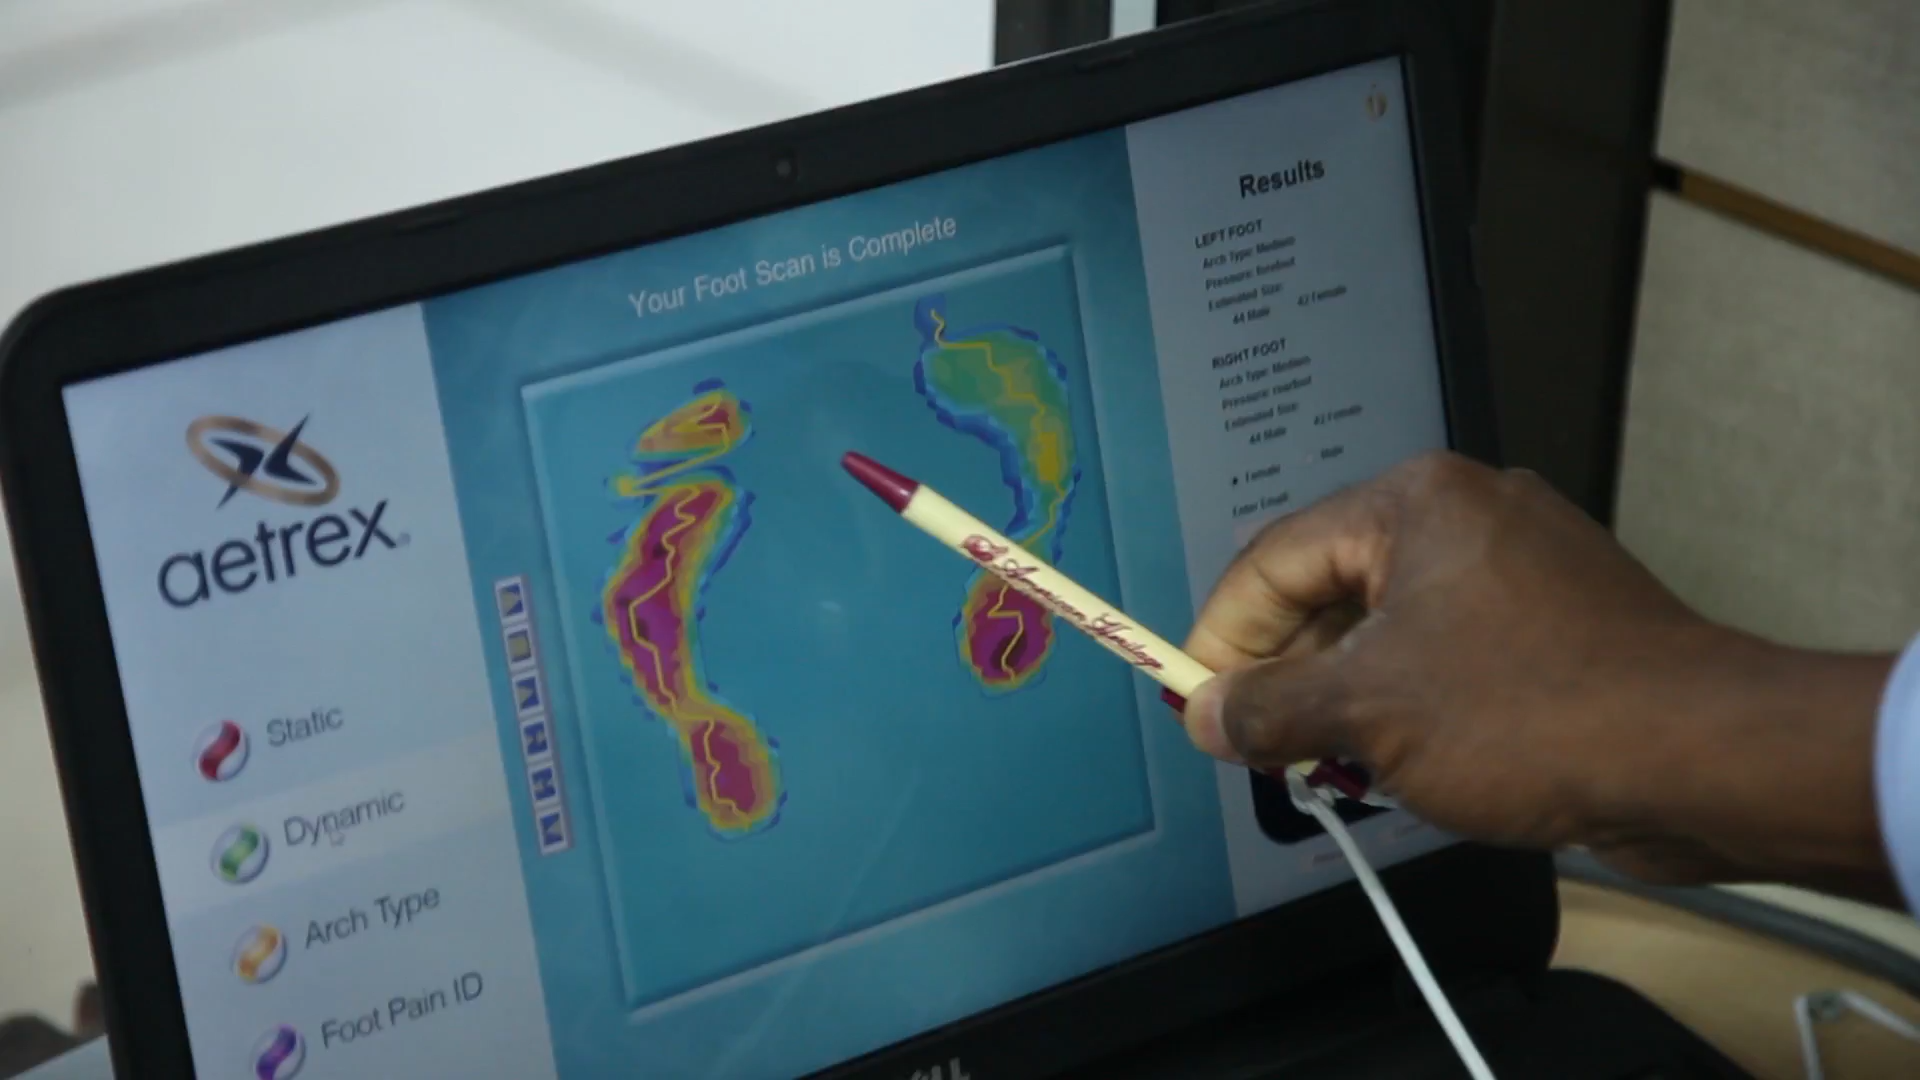 aetrex
Static
Dynamic
Arch Type
Foot Pain ID
Your Foot Scan is Complete
Results
LEFT FOOT
Arch Type: Medium
Pressure: forefoot
Estimated Size:
44 Male 42 Female
RIGHT FOOT
Arch Type: Medium
Pressure: rearfoot
Estimated Size:
44 Male 42 Female
Female Male
Enter Email:
American Heritage